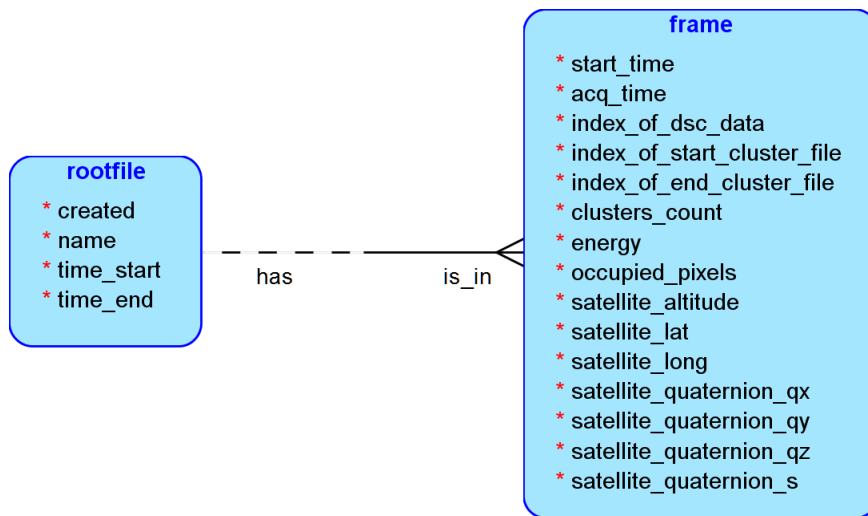 rootfile
* created
* name
* time_start
* time_end
has
is_in
frame
* start_time
* acq_time
* index_of_dsc_data
* index_of_start_cluster_file
* index_of_end_cluster_file
* clusters_count
* energy
* occupied_pixels
* satellite_altitude
* satellite_lat
* satellite_long
* satellite_quaternion_qx
* satellite_quaternion_qy
* satellite_quaternion_qz
* satellite_quaternion_s